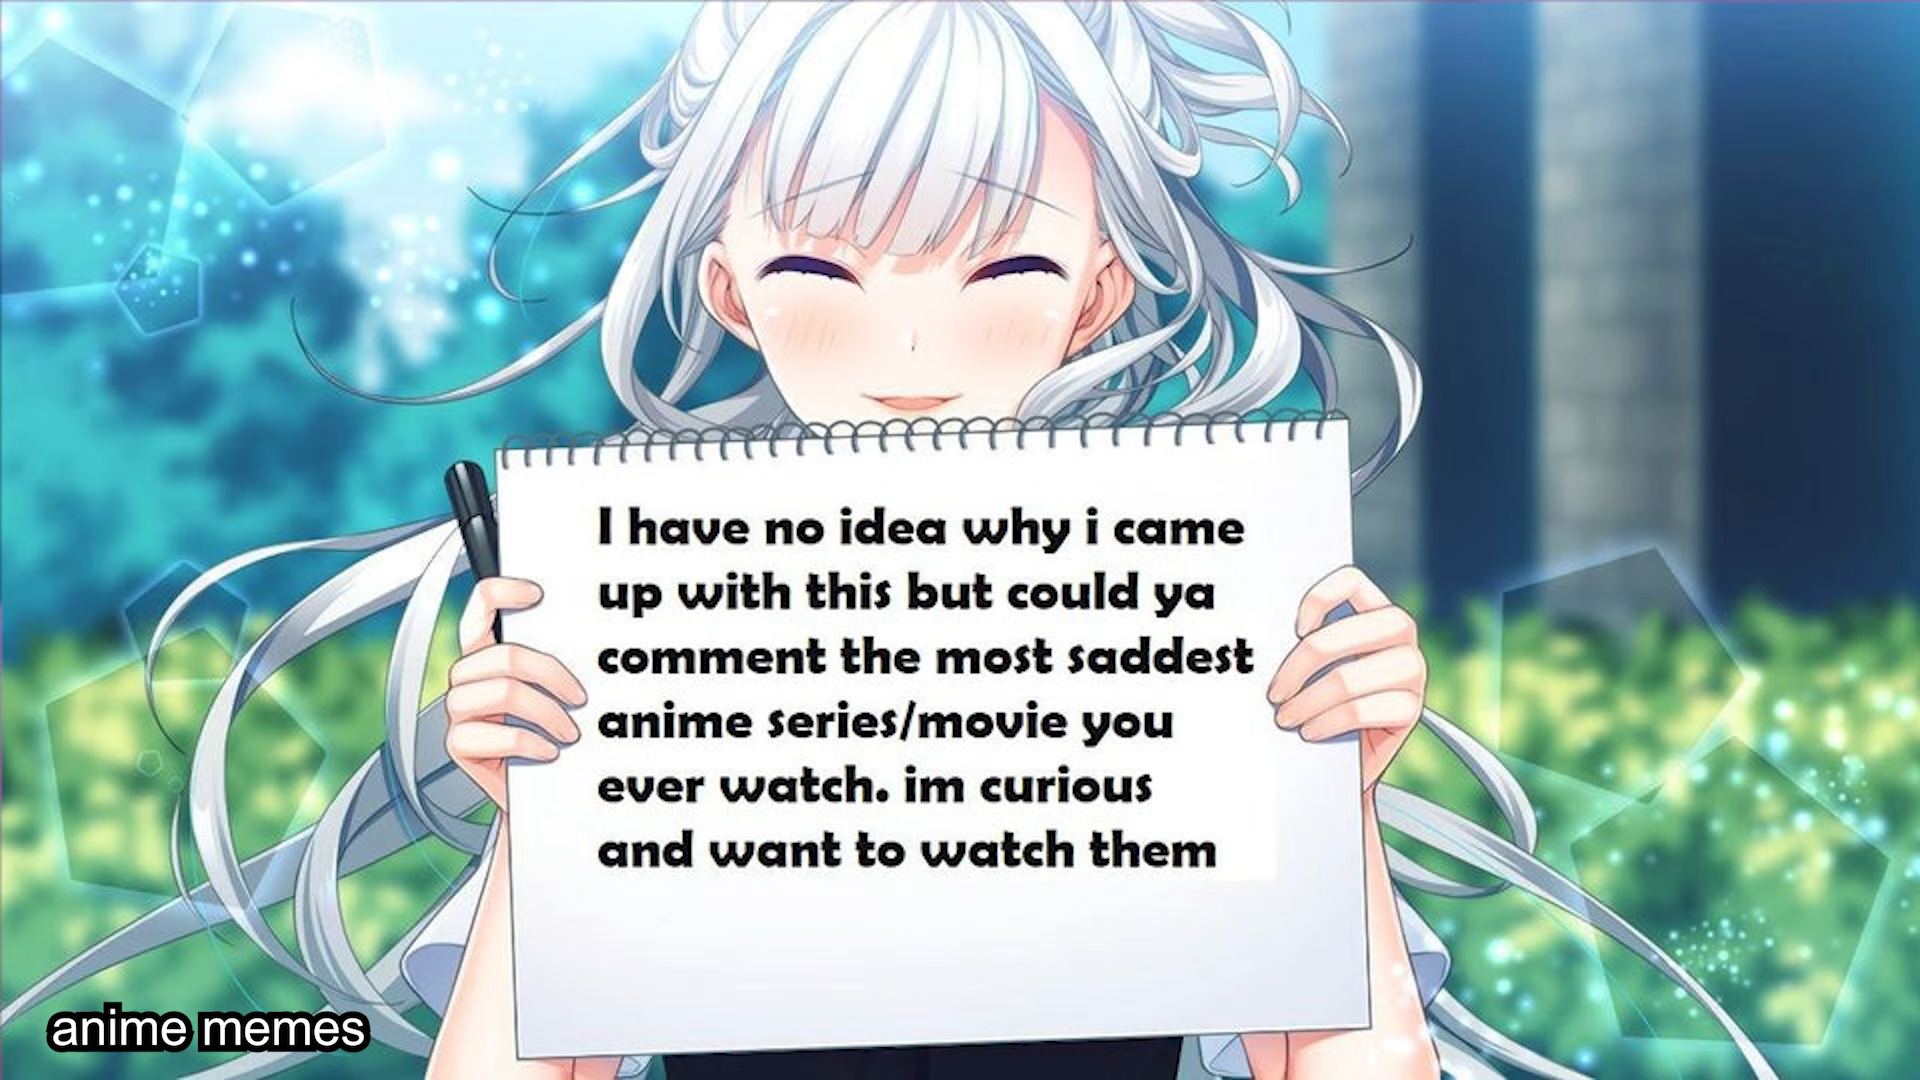 I have no idea why i came
up with this but could ya
comment the most saddest
anime series/movie you
ever watch. im curious
and want to watch them
anime memes